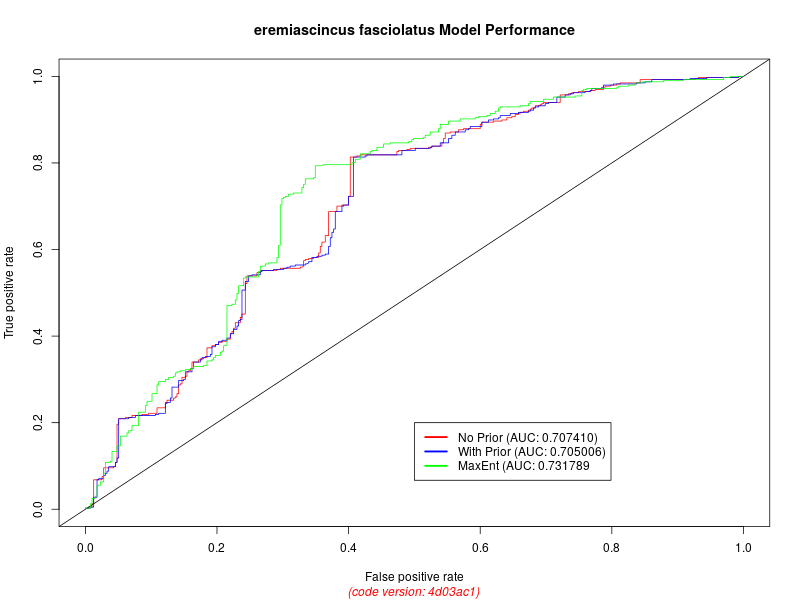 eremiascincus fasciolatus Model Performance
True positive rate
1.0
0.8
0.6
0.4
0.2
0.0
No Prior (AUC: 0.707410)
With Prior (AUC: 0.705006)
MaxEnt (AUC: 0.731789
0.0 0.2 0.4 0.6 0.8 1.0
False positive rate
(code version: 4d03ac1)